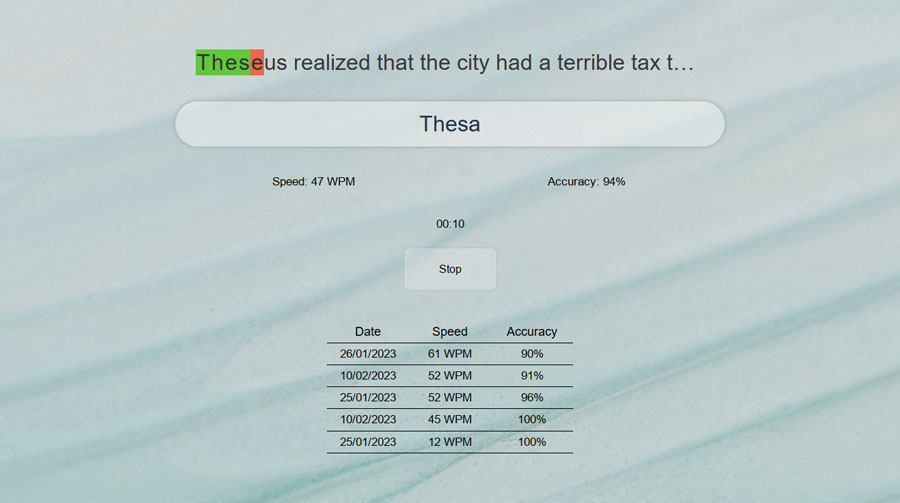 Theseus realized that the city had a terrible tax t…
Thesa
Speed: 47 WPM Accuracy: 94%
00:10
Stop
Date Speed Accuracy
26/01/2023 61 WPM 90%
10/02/2023 52 WPM 91%
25/01/2023 52 WPM 96%
10/02/2023 45 WPM 100%
25/01/2023 12 WPM 100%